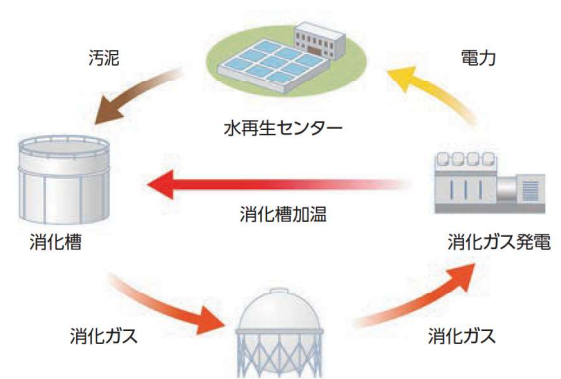 汚泥
電力
水再生センター
消化槽加温
消化槽
消化ガス発電
消化ガス
消化ガス